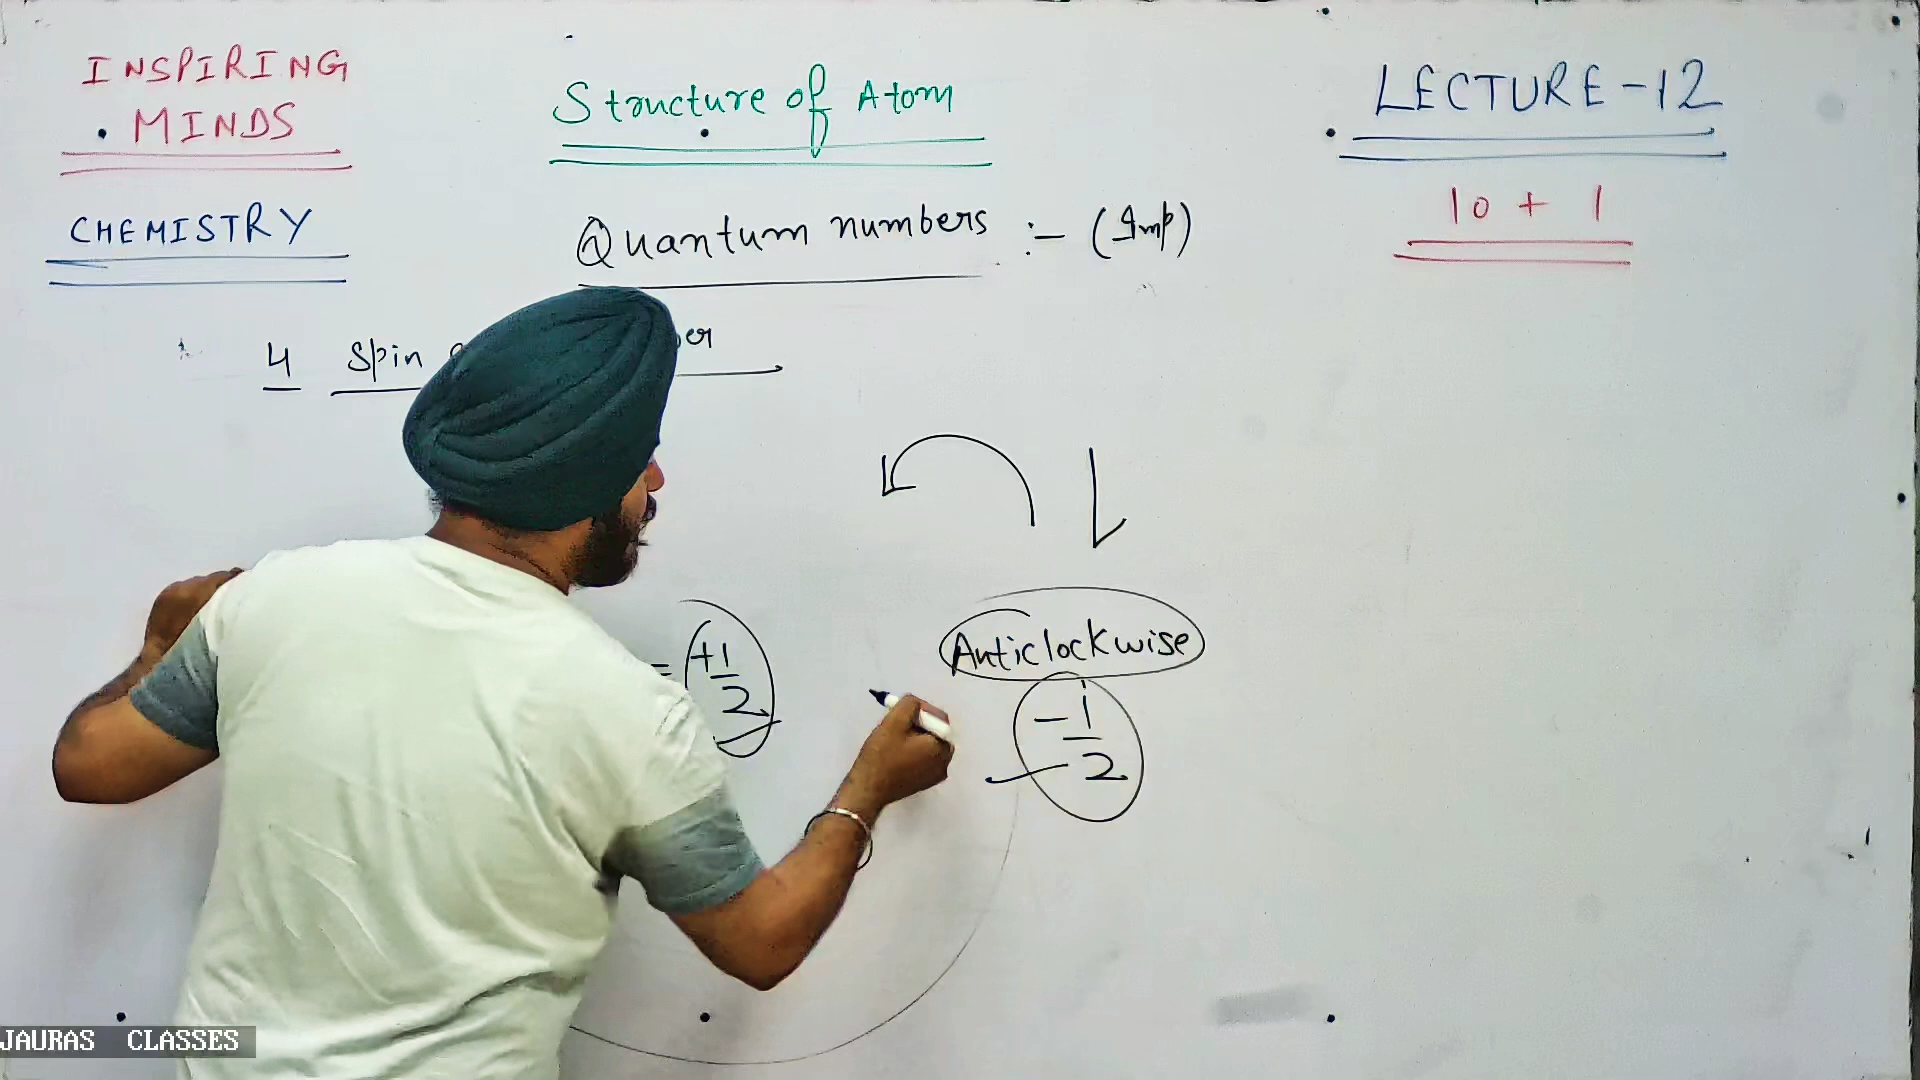 INSPIRING
MINDS
CHEMISTRY
Structure of Atom
LECTURE-12
10 + 1
Quantum numbers :- (Imp)
4 Spin
= +1/2
Anticlockwise
-1/2
JAURAS CLASSES